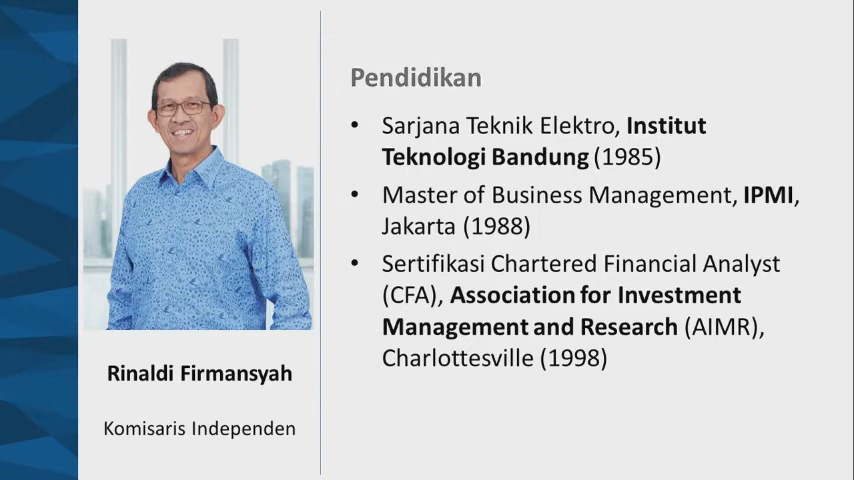 Rinaldi Firmansyah
Komisaris Independen
Pendidikan
• Sarjana Teknik Elektro, Institut
Teknologi Bandung (1985)
• Master of Business Management, IPMI,
Jakarta (1988)
• Sertifikasi Chartered Financial Analyst
(CFA), Association for Investment
Management and Research (AIMR),
Charlottesville (1998)